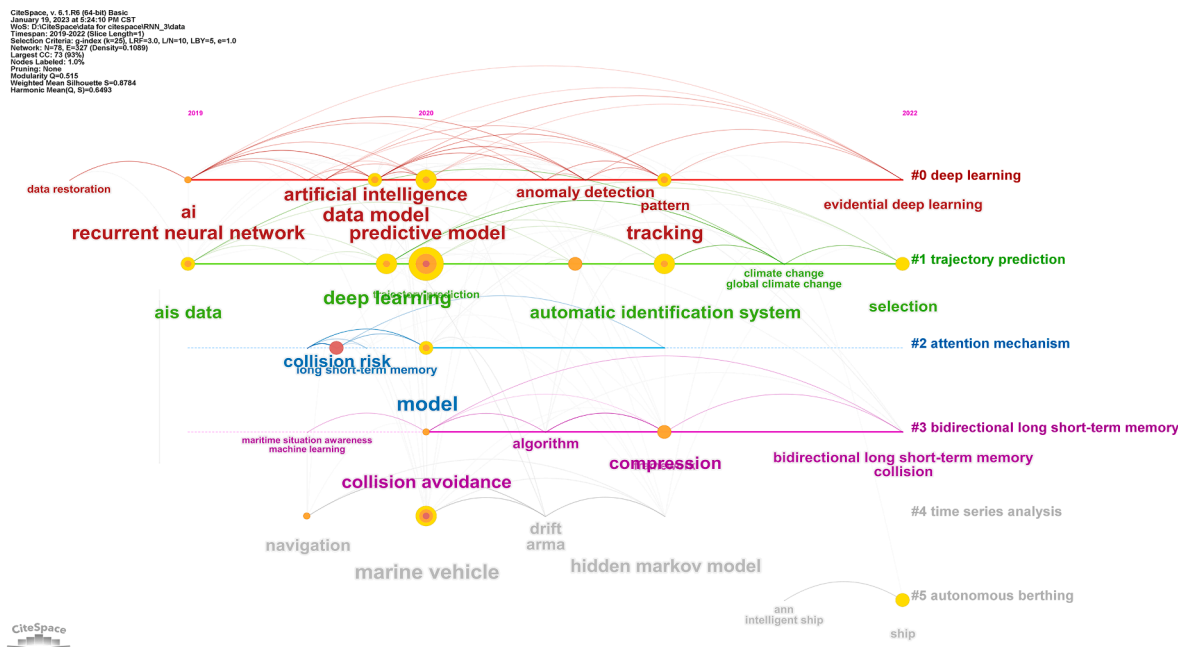 CiteSpace, v. 6.1.R6 (64-bit) Basic
January 19, 2023 at 5:24:10 PM CST
WoS: D:\CiteSpace\data for citespace\RNN_3\data
Timespan: 2019-2022 (Slice Length=1)
Selection Criteria: g-index (k=25), LRF=3.0, L/N=10, LBY=5, e=1.0
Network: N=78, E=327 (Density=0.1089)
Largest CC: 73 (93%)
Nodes Labeled: 1.0%
Pruning: None
Modularity Q=0.515
Weighted Mean Silhouette S=0.8784
Harmonic Mean(Q, S)=0.6493
2019
2020
2022
#0 deep learning
data restoration
artificial intelligence
anomaly detection
evidential deep learning
pattern
ai
data model
recurrent neural network
predictive model
tracking
#1 trajectory prediction
climate change
global climate change
deep learning
trajectory prediction
ais data
automatic identification system
selection
#2 attention mechanism
collision risk
long short-term memory
model
#3 bidirectional long short-term memory
maritime situation awareness
machine learning
algorithm
compression
bidirectional long short-term memory
collision
collision avoidance
#4 time series analysis
navigation
drift
arma
marine vehicle
hidden markov model
#5 autonomous berthing
ann
intelligent ship
ship
CiteSpace